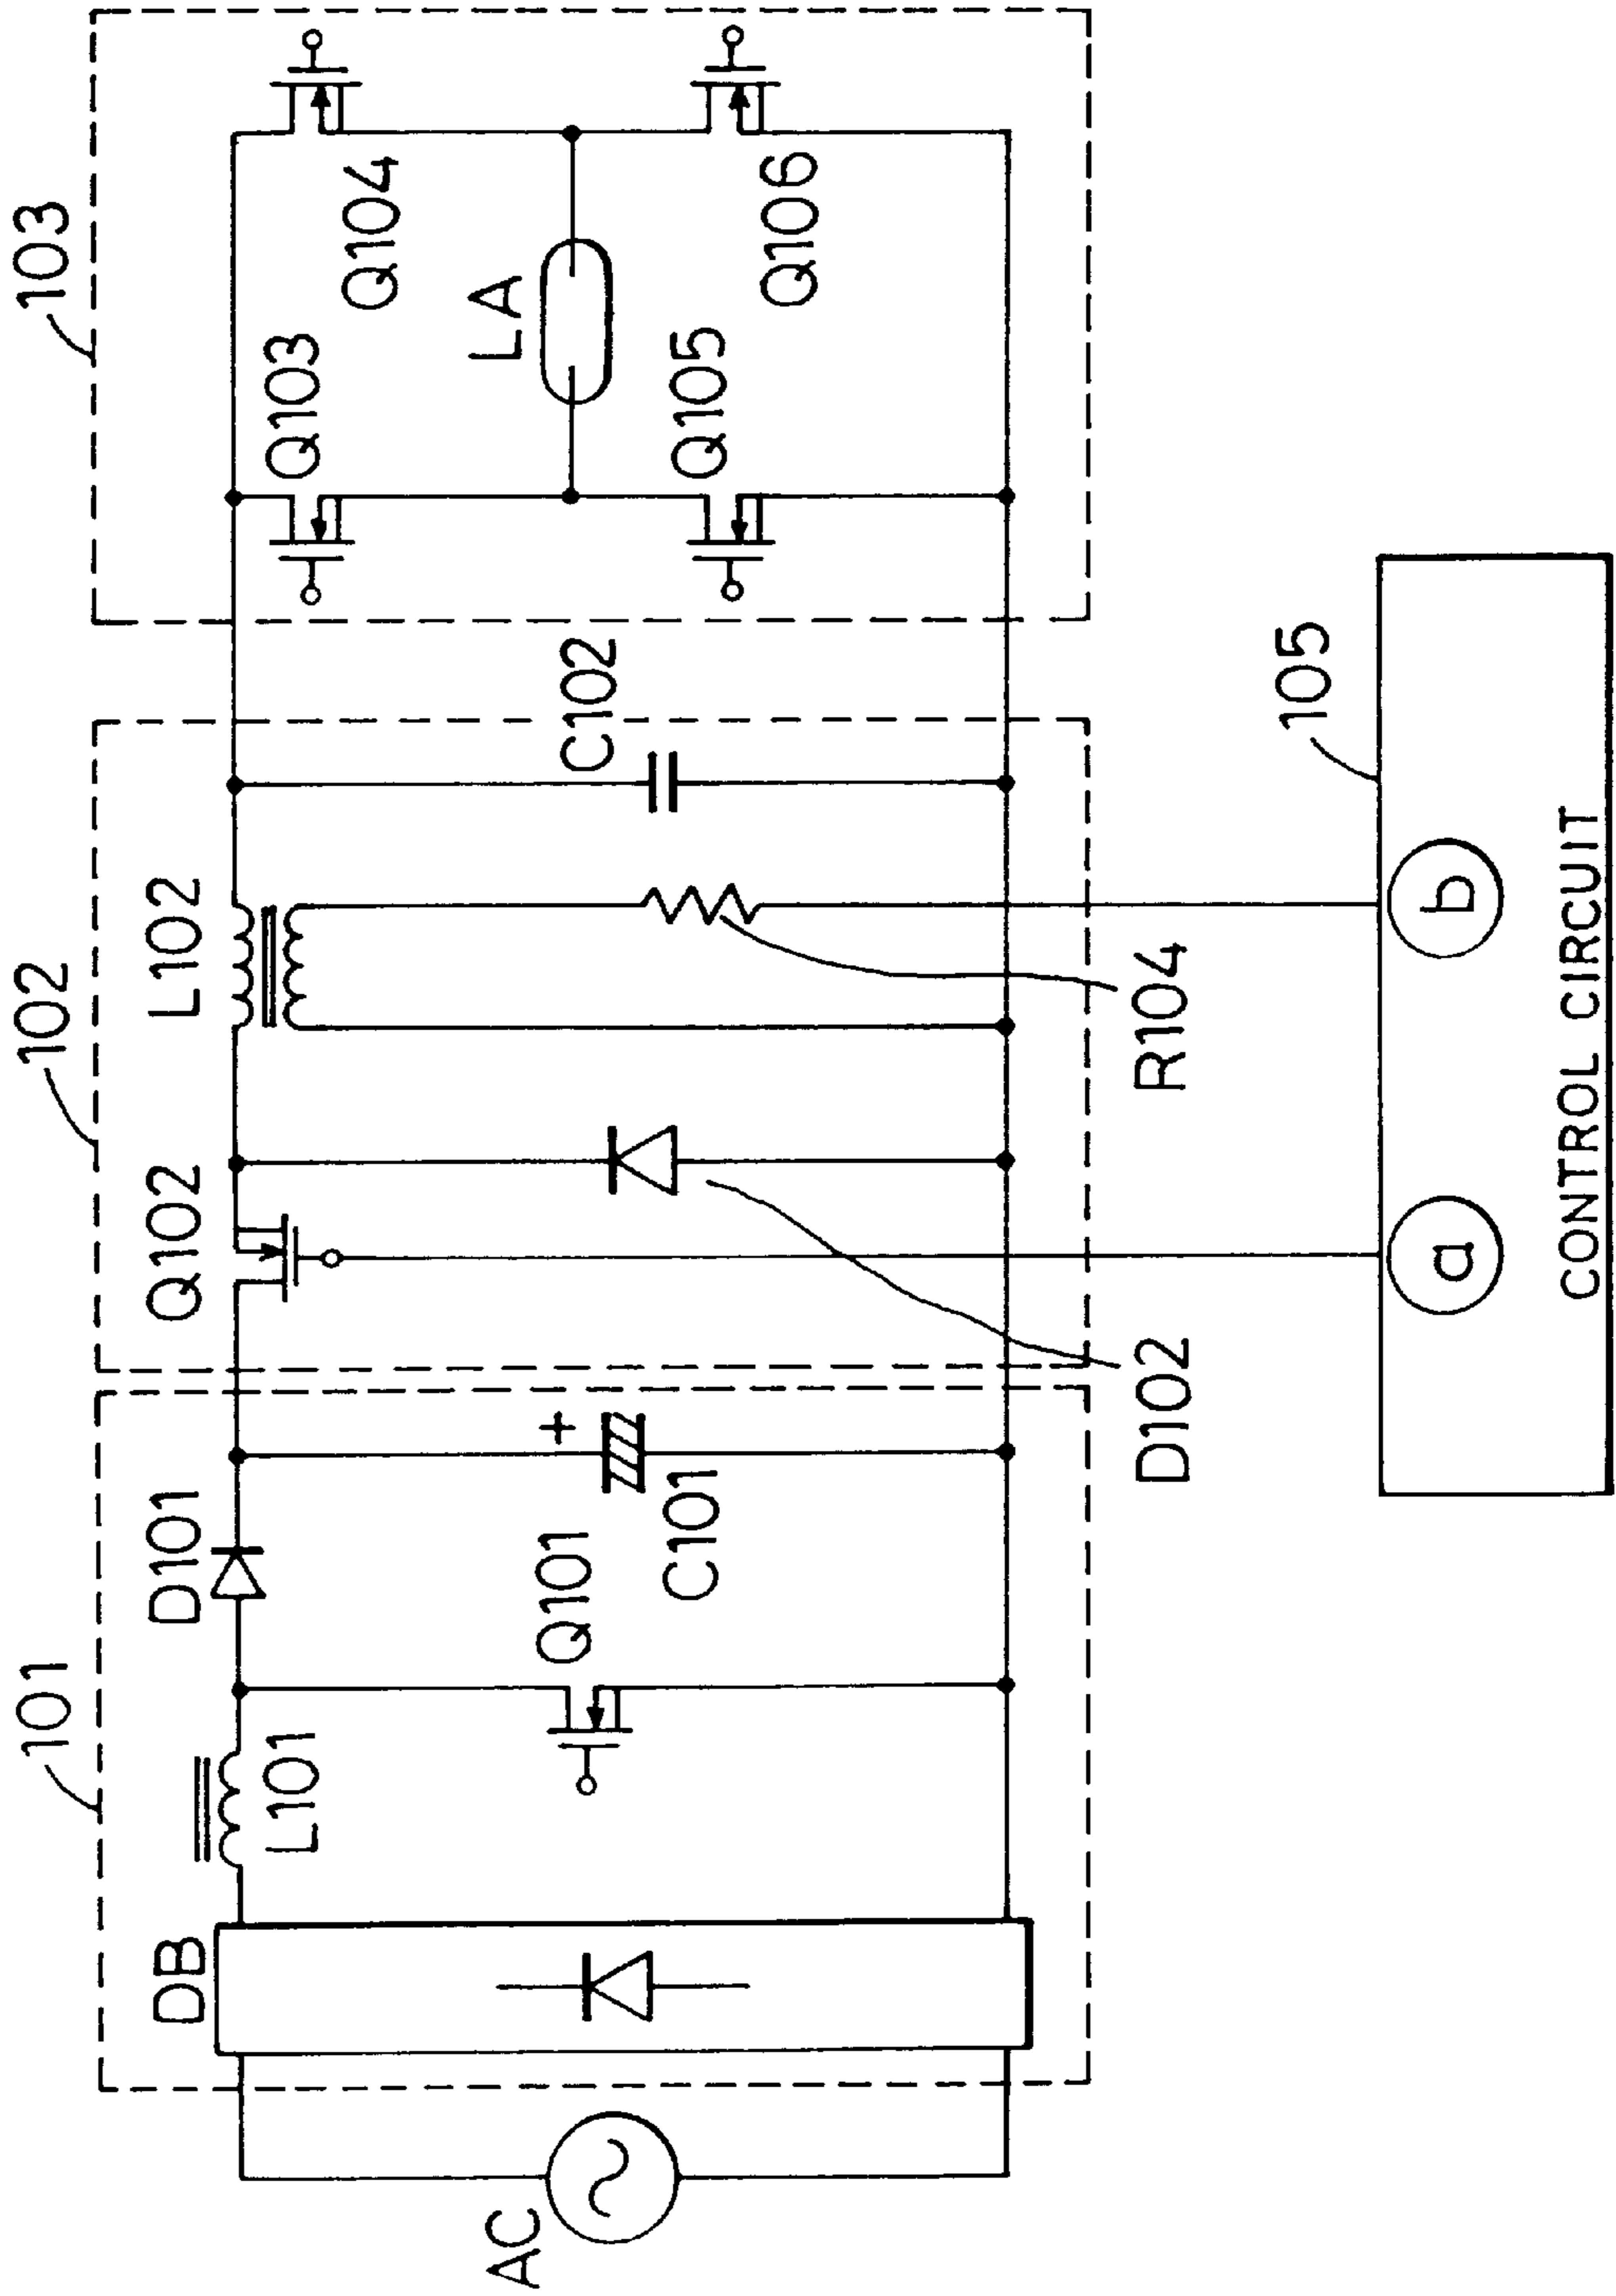 101
102
103
DB
D101
Q102
L102
L101
Q103
Q104
Q101
+
C102
LA
AC
C101
Q105
Q106
D102
R104
105
a
b
CONTROL CIRCUIT